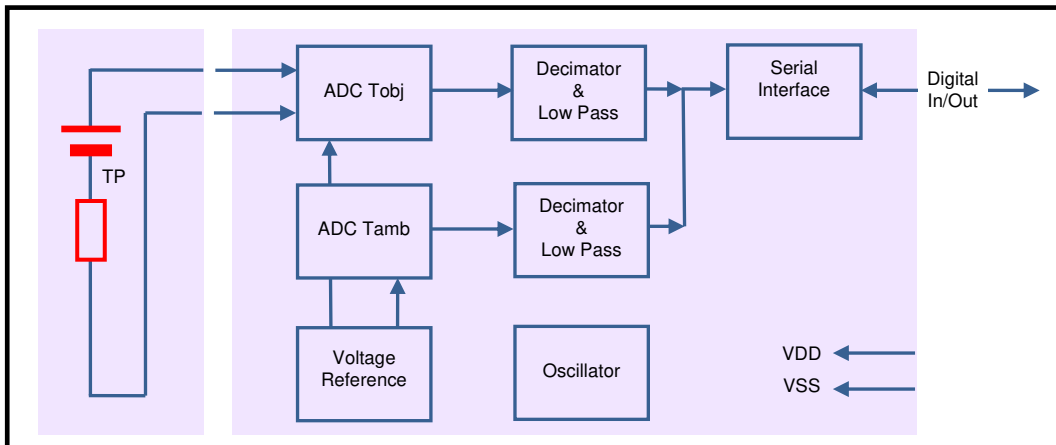 ADC Tobj
Decimator
&
Low Pass
Serial
Interface
Digital
In/Out
TP
ADC Tamb
Decimator
&
Low Pass
Voltage
Reference
Oscillator
VDD
VSS